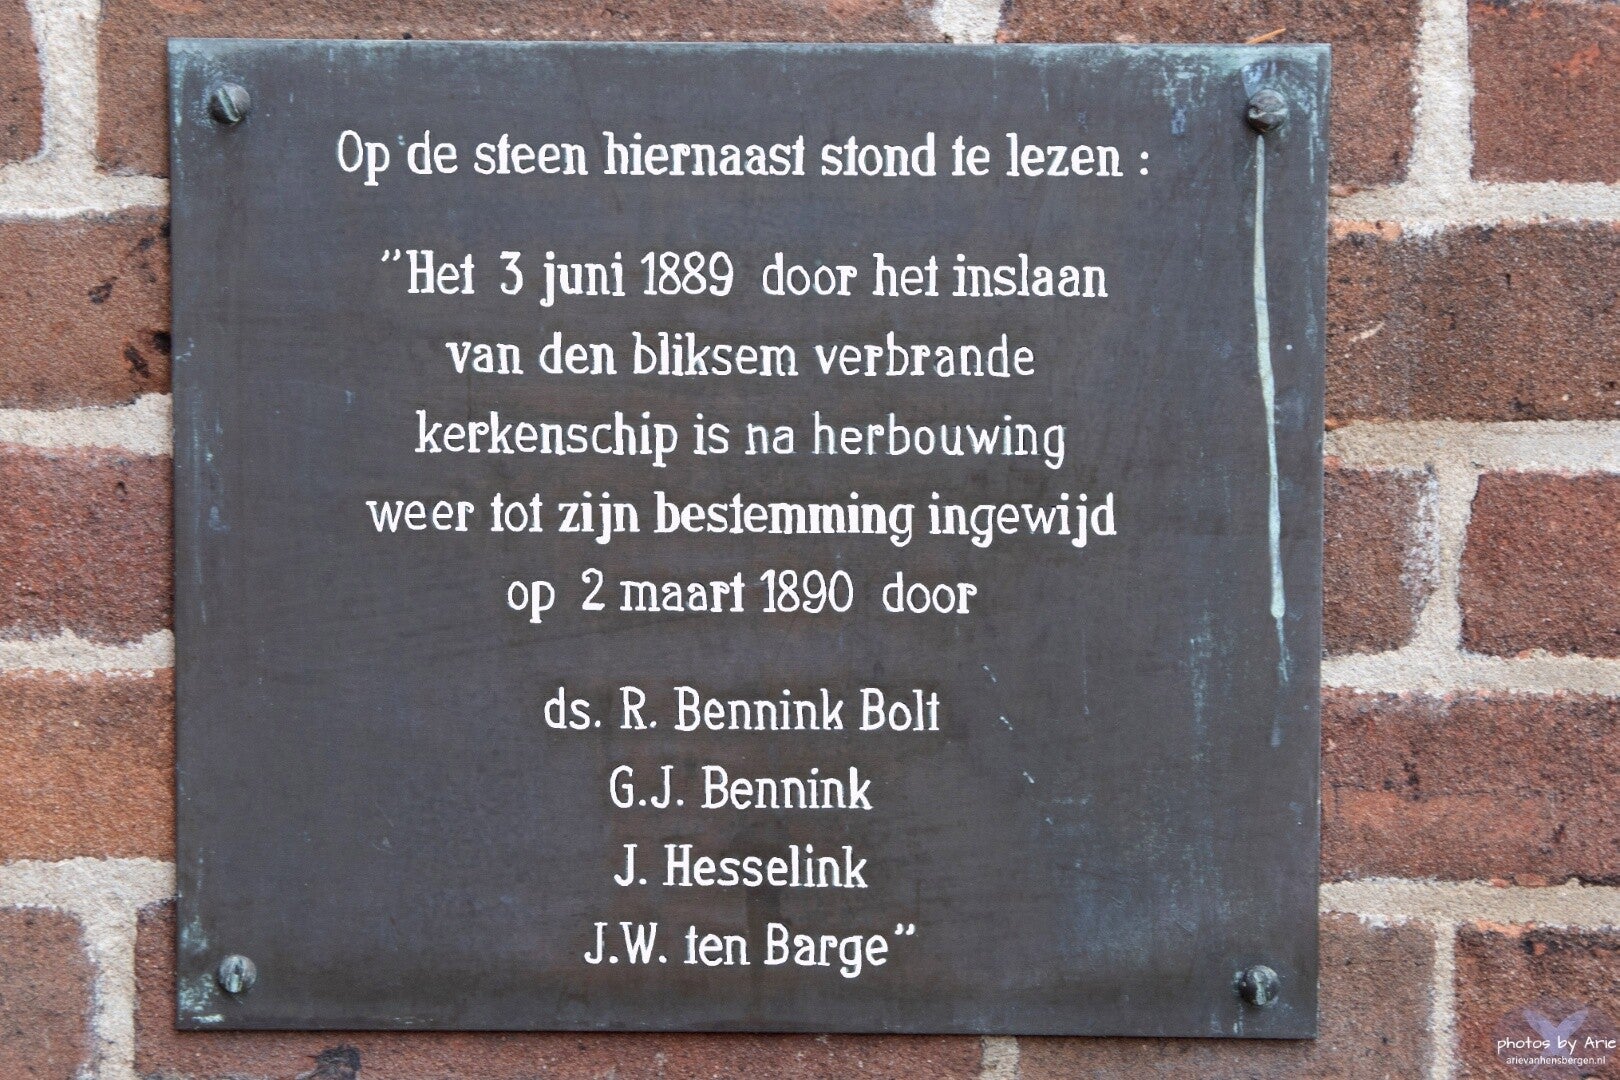 Op de steen hiernaast stond te lezen :
"Het 3 juni 1889 door het inslaan
van den bliksem verbrande
kerkenschip is na herbouwing
weer tot zijn bestemming ingewijd
op 2 maart 1890 door
ds. R. Bennink Bolt
G.J. Bennink
J. Hesselink
J.W. ten Barge"
photos by Arie
arievanhensbergen.nl